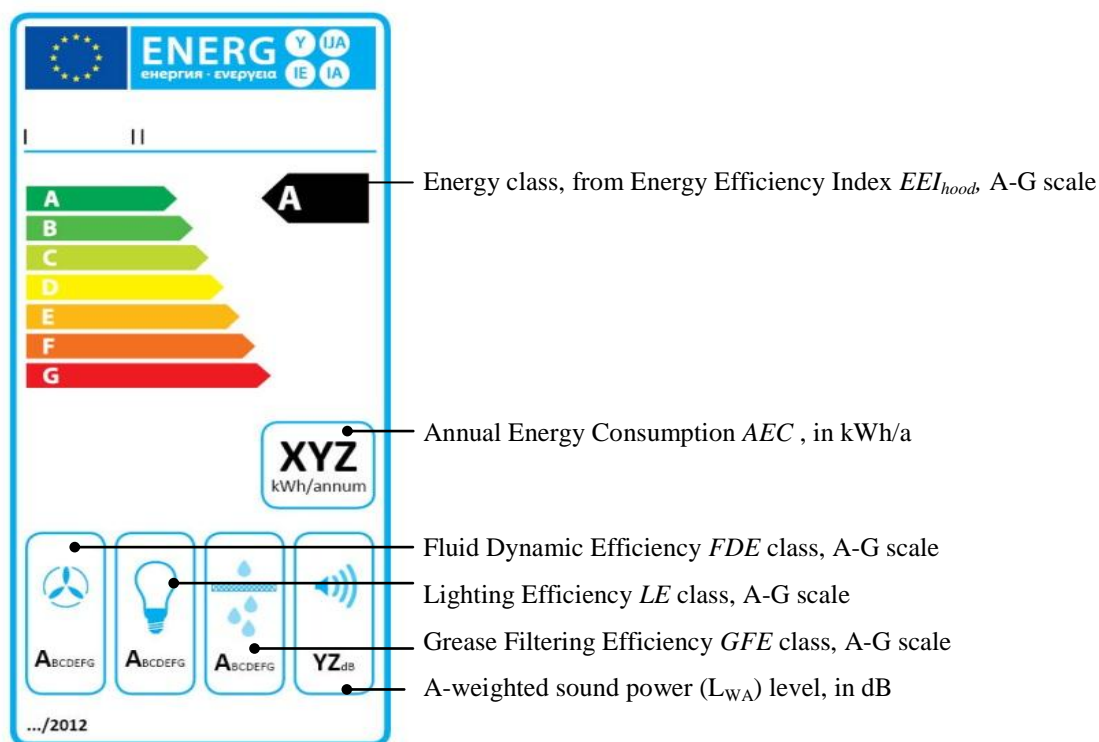 ENERG Y IJA
енергия · ενεργεια IE IA
I II
A A Energy class, from Energy Efficiency Index EEIhood, A-G scale
B
C
D
E
F
G
XYZ Annual Energy Consumption AEC , in kWh/a
kWh/annum
Fluid Dynamic Efficiency FDE class, A-G scale
Lighting Efficiency LE class, A-G scale
Grease Filtering Efficiency GFE class, A-G scale
ABCDEFG ABCDEFG ABCDEFG YZdB
A-weighted sound power (LWA) level, in dB
.../2012